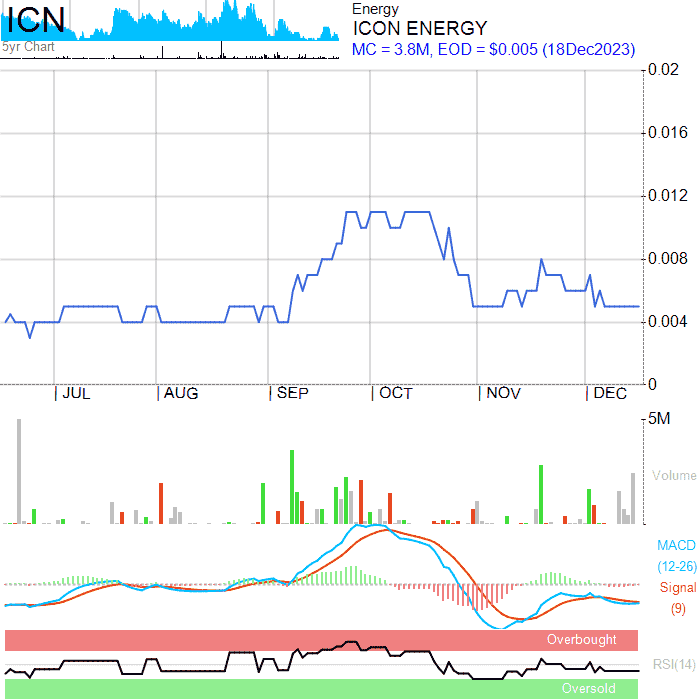 ICN
5yr Chart
Energy
ICON ENERGY
MC = 3.8M, EOD = $0.005 (18Dec2023)
0.02
0.016
0.012
0.008
0.004
0
JUL AUG SEP OCT NOV DEC
5M
Volume
MACD
(12-26)
Signal
(9)
Overbought
RSI(14)
Oversold